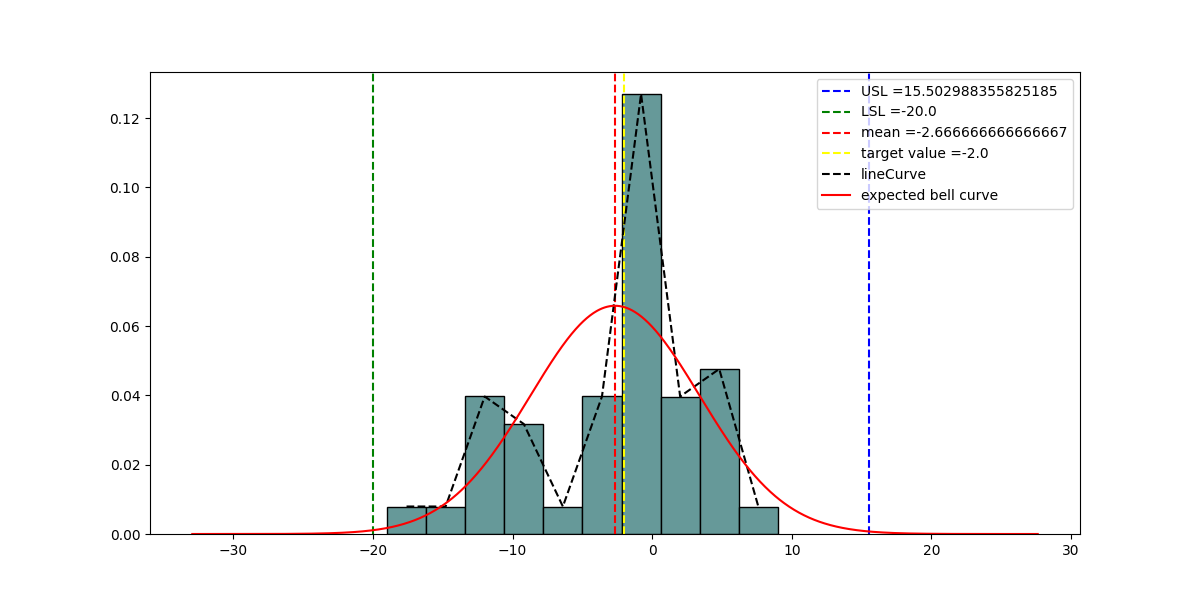 USL =15.502988355825185
LSL =-20.0
mean =-2.666666666666667
target value =-2.0
lineCurve
expected bell curve
0.12
0.10
0.08
0.06
0.04
0.02
0.00
−30 −20 −10 0 10 20 30